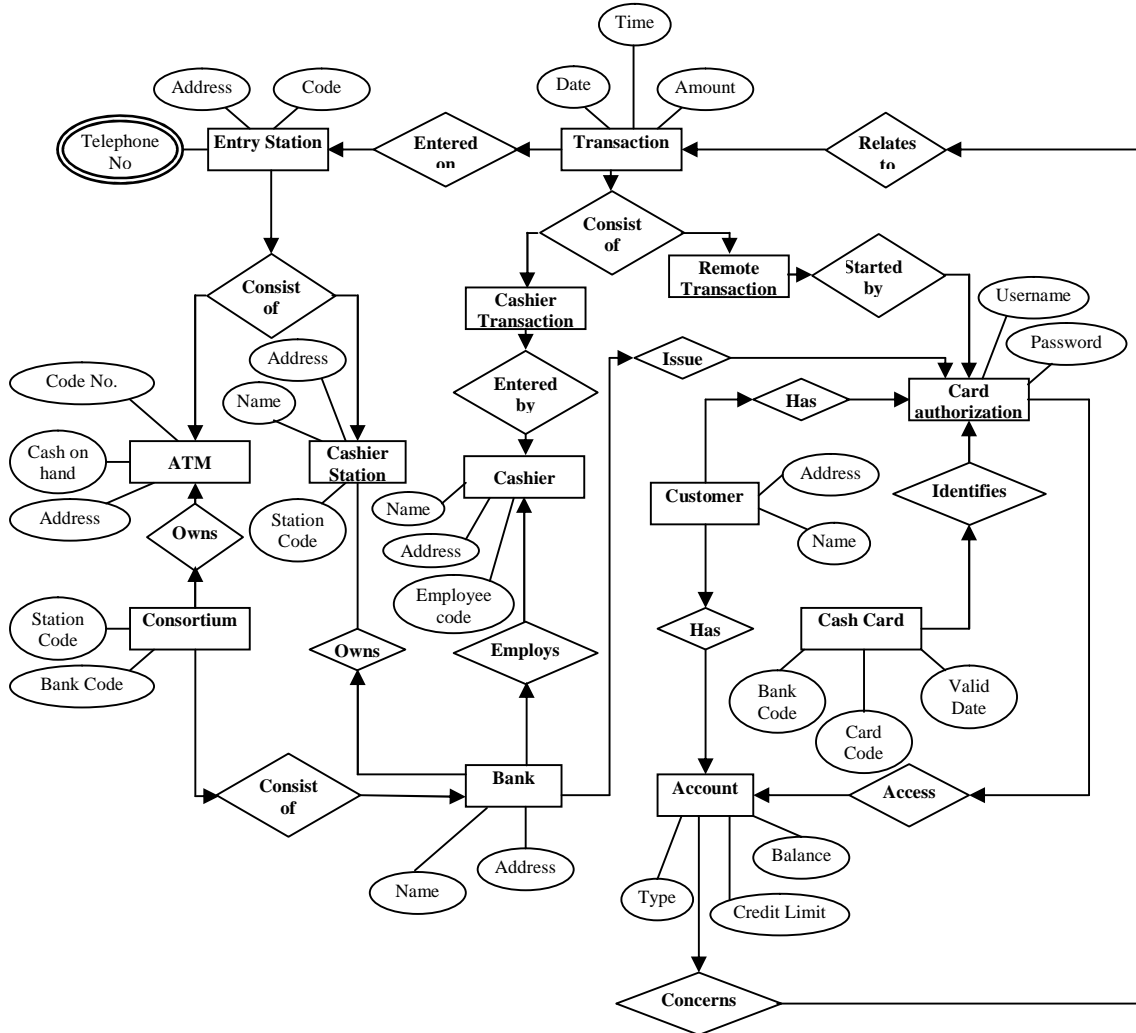 Time
Address
Code
Date
Amount
Telephone
No
Entry Station
Entered
on
Transaction
Relates
to
Consist
of
Remote
Transaction
Started
by
Consist
of
Cashier
Transaction
Username
Password
Address
Issue
Code No.
Name
Entered
by
Has
Card
authorization
Cash on
hand
ATM
Cashier
Station
Cashier
Address
Customer
Address
Identifies
Name
Station
Code
Name
Owns
Address
Employee
code
Station
Code
Consortium
Has
Cash Card
Owns
Employs
Bank Code
Bank
Code
Valid
Date
Card
Code
Consist
of
Bank
Account
Access
Name
Address
Balance
Type
Credit Limit
Concerns